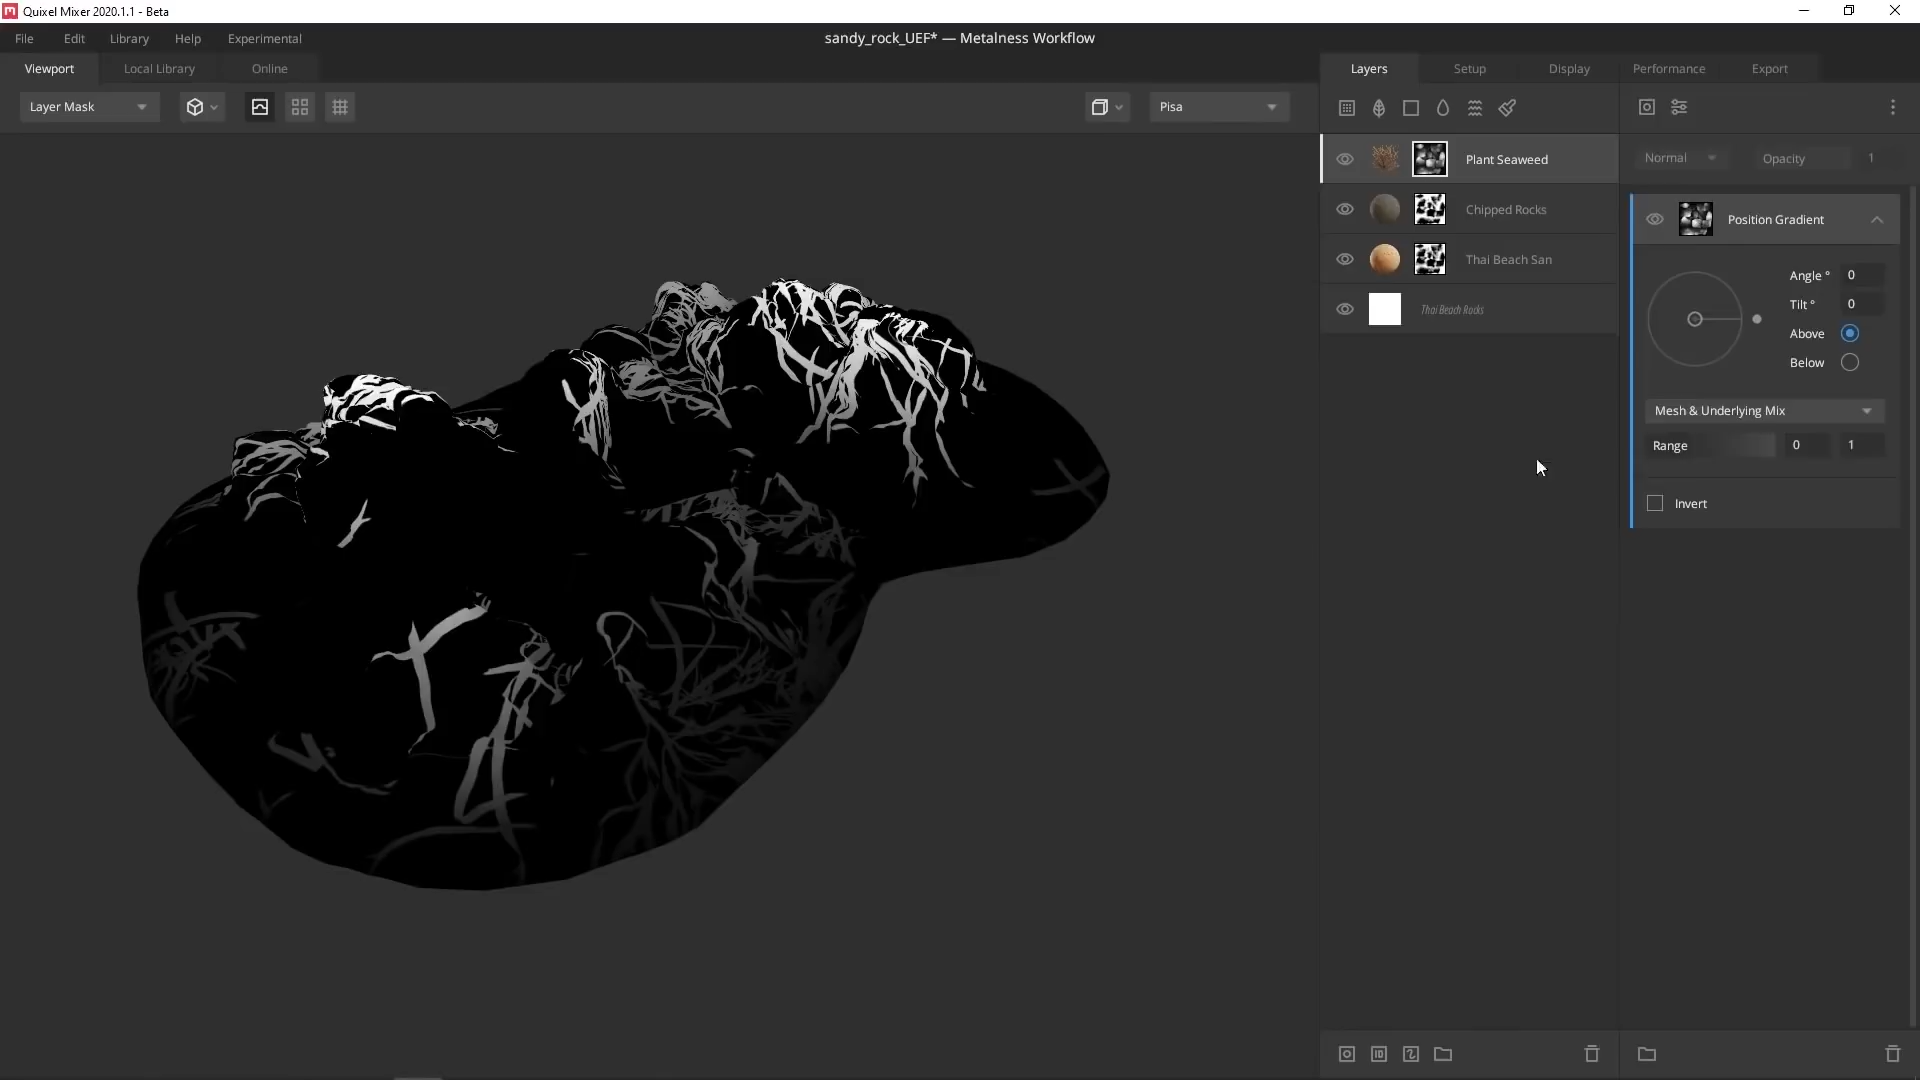 Quixel Mixer 2020.1.1 - Beta
File Edit Library Help Experimental
sandy_rock_UEF* — Metalness Workflow
Viewport Local Library Online
Layers Setup Display Performance Export
Layer Mask
Pisa
Plant Seaweed
Chipped Rocks
Thai Beach San
Thai Beach Rocks
Normal Opacity 1
Position Gradient
Angle ° 0
Tilt ° 0
Above
Below
Mesh & Underlying Mix
Range 0 1
Invert